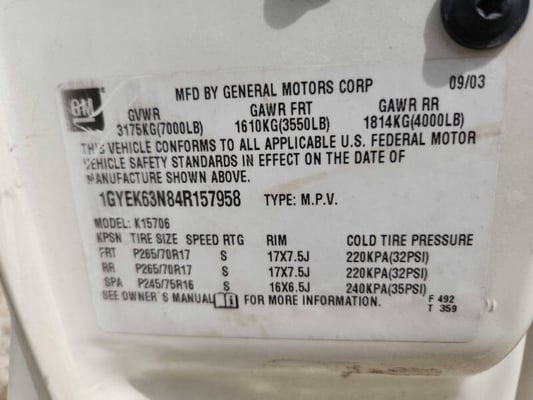 MFD BY GENERAL MOTORS CORP 09/03
GM GVWR GAWR FRT GAWR RR
3175KG(7000LB) 1610KG(3550LB) 1814KG(4000LB)
THIS VEHICLE CONFORMS TO ALL APPLICABLE U.S. FEDERAL MOTOR
VEHICLE SAFETY STANDARDS IN EFFECT ON THE DATE OF
MANUFACTURE SHOWN ABOVE.
1GYEK63N84R157958 TYPE: M.P.V.
MODEL: K15706
KPSN TIRE SIZE SPEED RTG RIM COLD TIRE PRESSURE
FRT P265/70R17 S 17X7.5J 220KPA(32PSI)
RR P265/70R17 S 17X7.5J 220KPA(32PSI)
SPA P245/75R16 S 16X6.5J 240KPA(35PSI)
SEE OWNER'S MANUAL FOR MORE INFORMATION. F 492
T 359